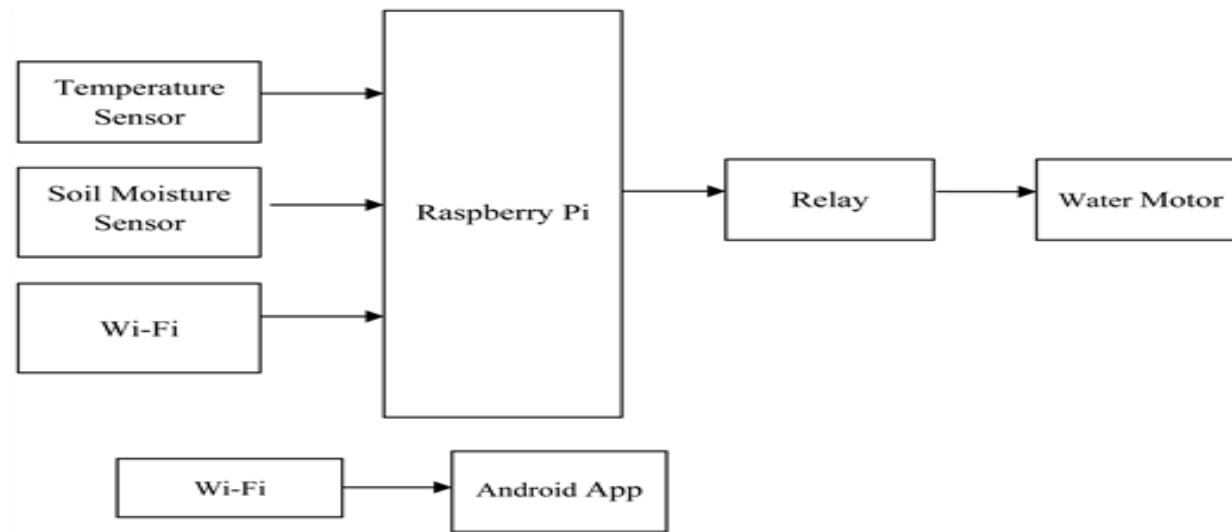 Temperature
Sensor
Soil Moisture
Sensor
Wi-Fi
Raspberry Pi
Relay
Water Motor
Wi-Fi
Android App